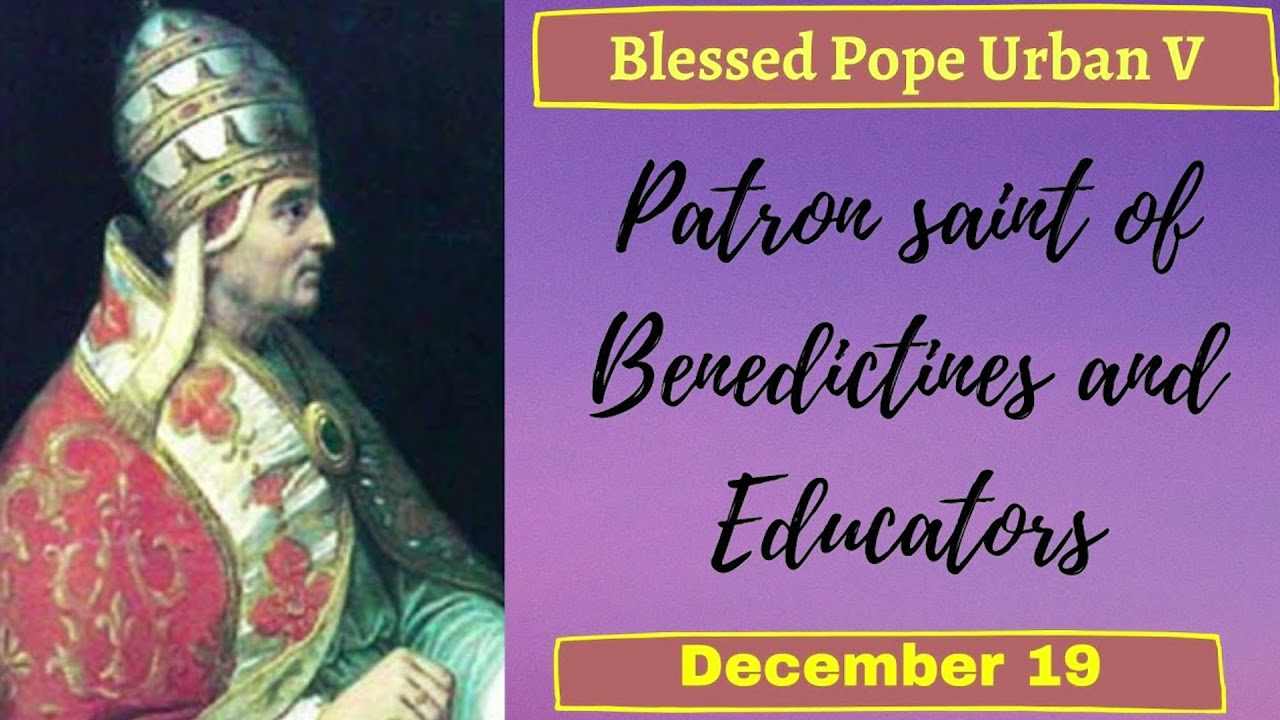 Blessed Pope Urban V
Patron saint of
Benedictines and
Educators
December 19